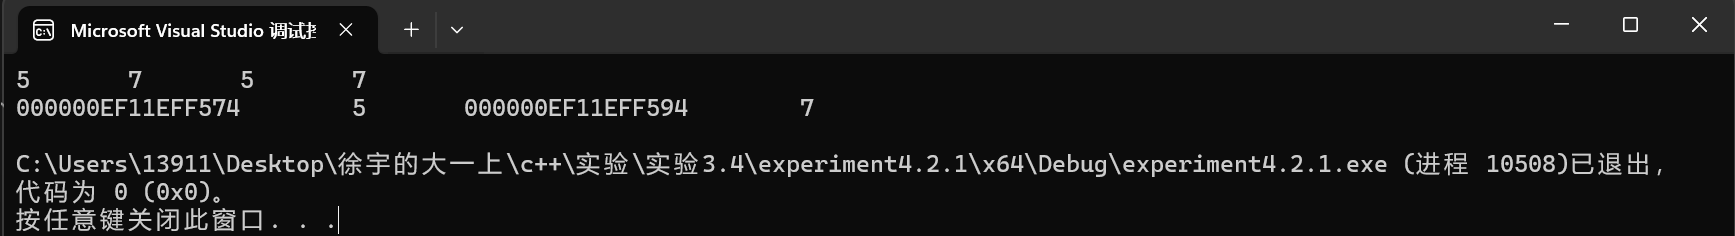 Microsoft Visual Studio 调试
5 7 5 7
000000EF11EFF574 5 000000EF11EFF594 7
C:\Users\13911\Desktop\徐宇的大一上\c++\实验\实验3.4\experiment4.2.1\x64\Debug\experiment4.2.1.exe (进程 10508)已退出,
代码为 0 (0x0)。
按任意键关闭此窗口. . .